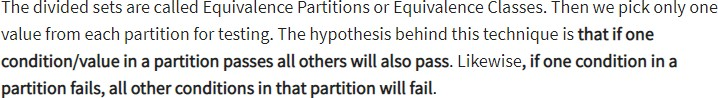 The divided sets are called Equivalence Partitions or Equivalence Classes. Then we pick only one
value from each partition for testing. The hypothesis behind this technique is that if one
condition/value in a partition passes all others will also pass. Likewise, if one condition in a
partition fails, all other conditions in that partition will fail.